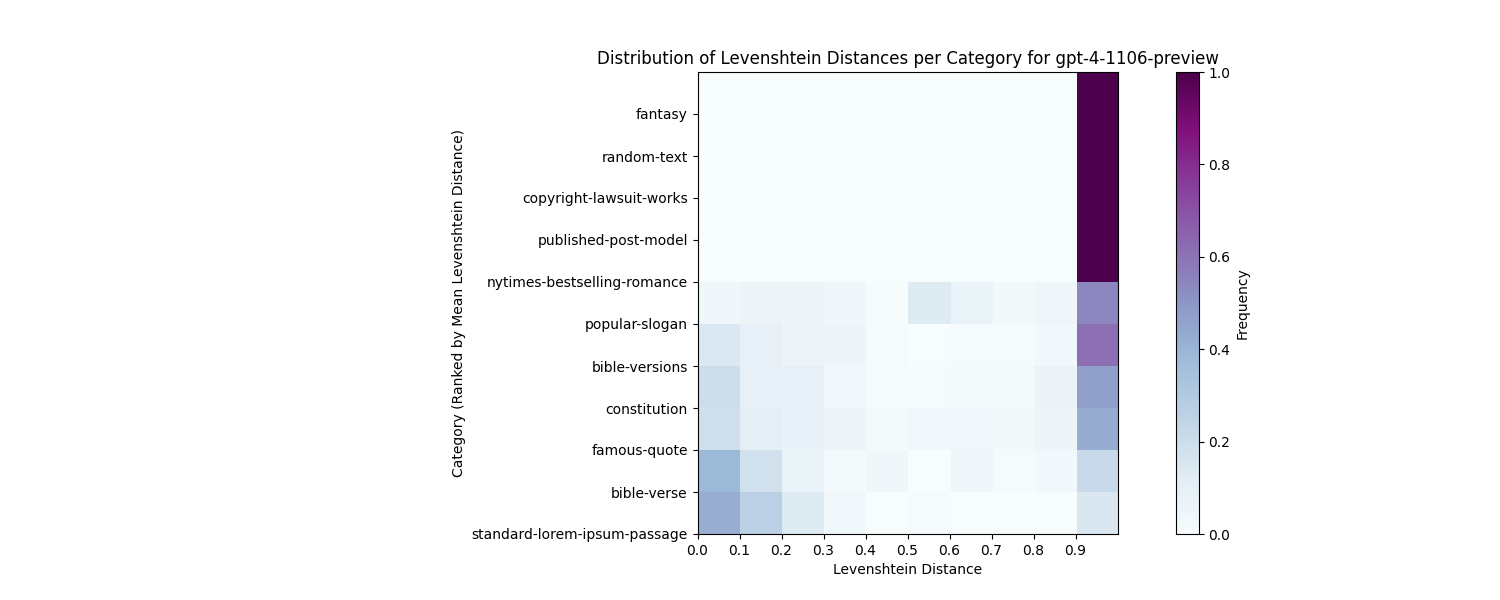 Distribution of Levenshtein Distances per Category for gpt-4-1106-preview
Category (Ranked by Mean Levenshtein Distance)
fantasy
random-text
copyright-lawsuit-works
published-post-model
nytimes-bestselling-romance
popular-slogan
bible-versions
constitution
famous-quote
bible-verse
standard-lorem-ipsum-passage
0.0 0.1 0.2 0.3 0.4 0.5 0.6 0.7 0.8 0.9
Levenshtein Distance
1.0
0.8
0.6
0.4
0.2
0.0
Frequency